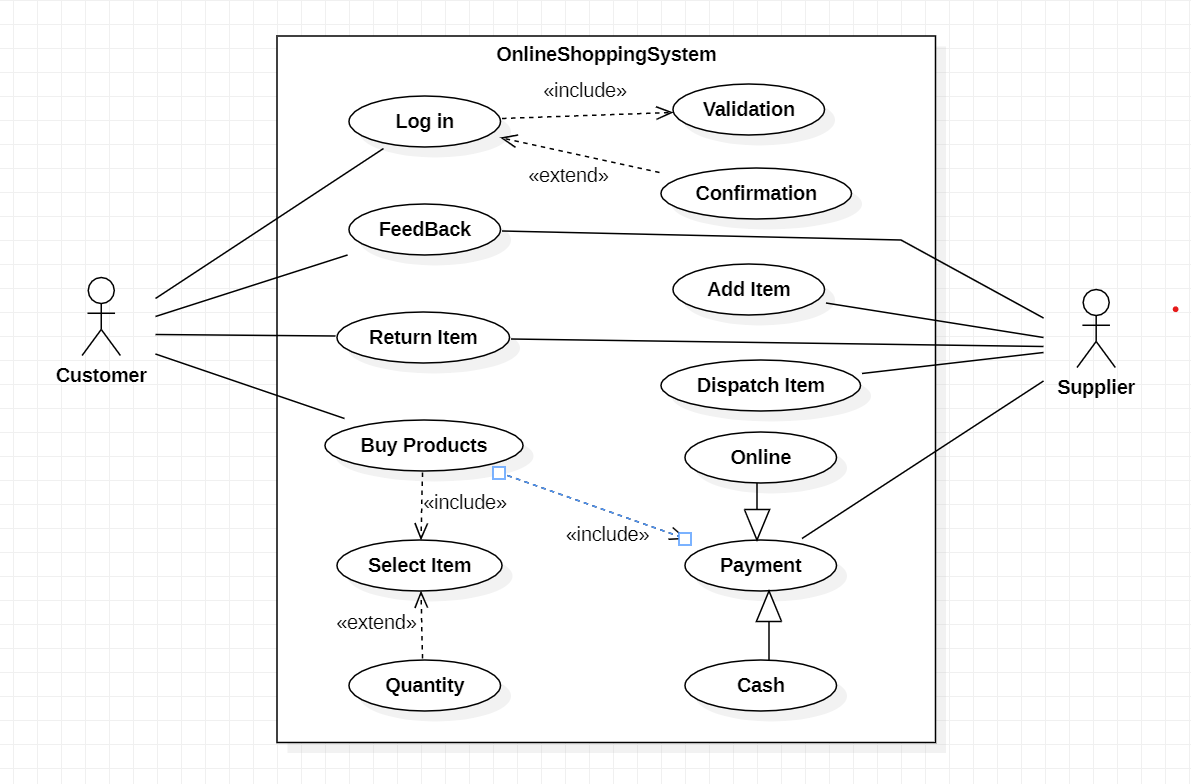 OnlineShoppingSystem
«include»
Log in
Validation
«extend»
Confirmation
FeedBack
Add Item
Return Item
Customer
Supplier
Dispatch Item
Buy Products
Online
«include»
«include»
Select Item
Payment
«extend»
Quantity
Cash